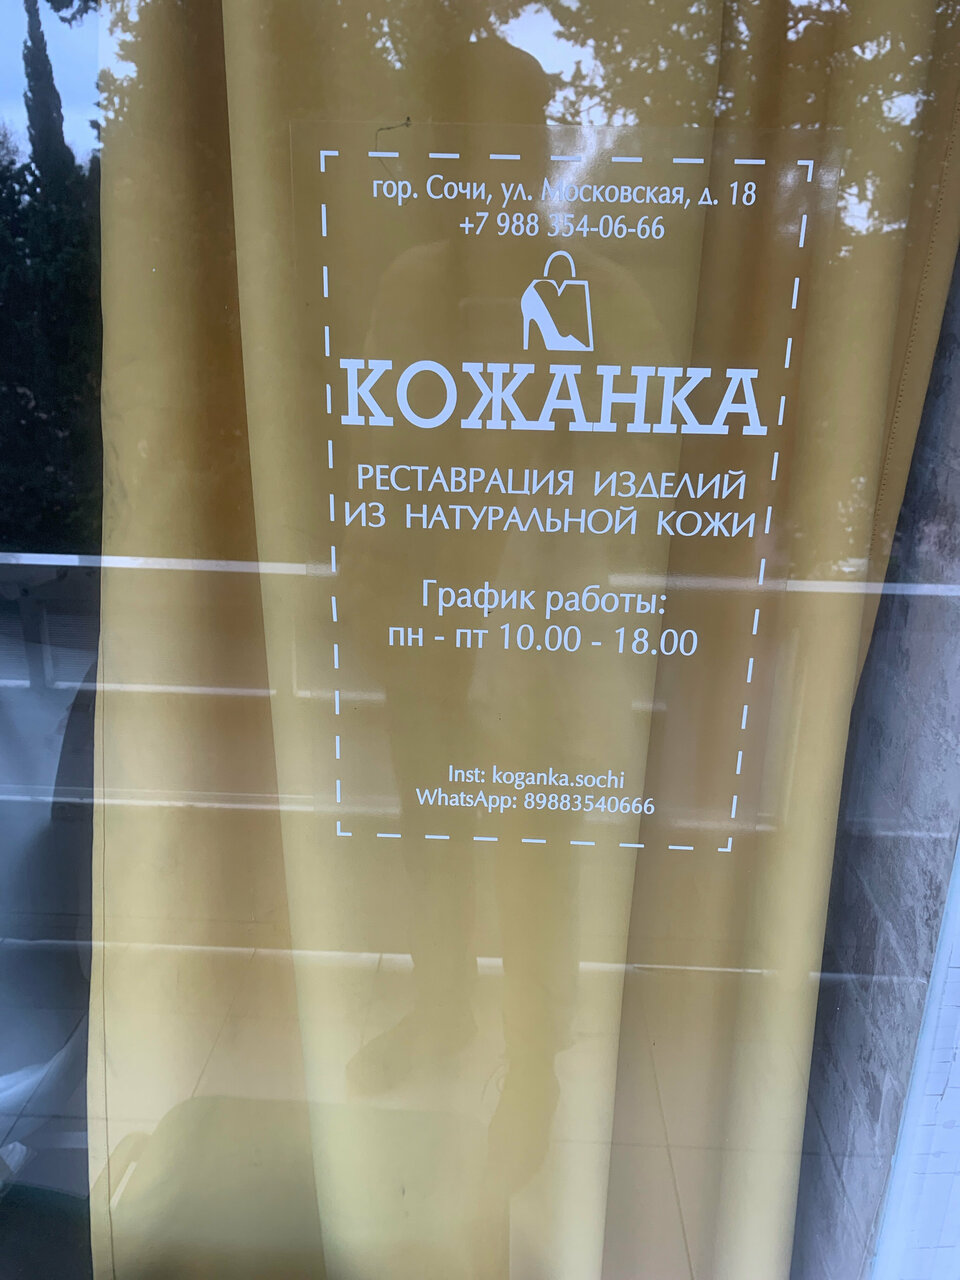 гор. Сочи, ул. Московская, д. 18
+7 988 354-06-66
КОЖАНКА
РЕСТАВРАЦИЯ ИЗДЕЛИЙ
ИЗ НАТУРАЛЬНОЙ КОЖИ
График работы:
пн - пт 10.00 - 18.00
Inst: koganka.sochi
WhatsApp: 89883540666